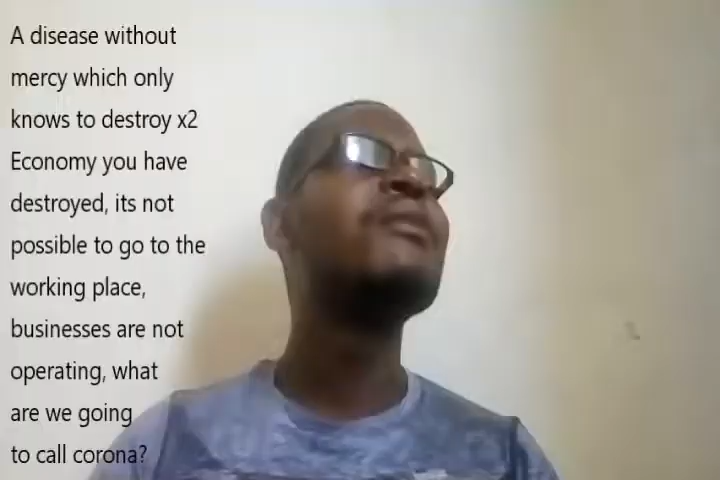 A disease without
mercy which only
knows to destroy x2
Economy you have
destroyed, its not
possible to go to the
working place,
businesses are not
operating, what
are we going
to call corona?